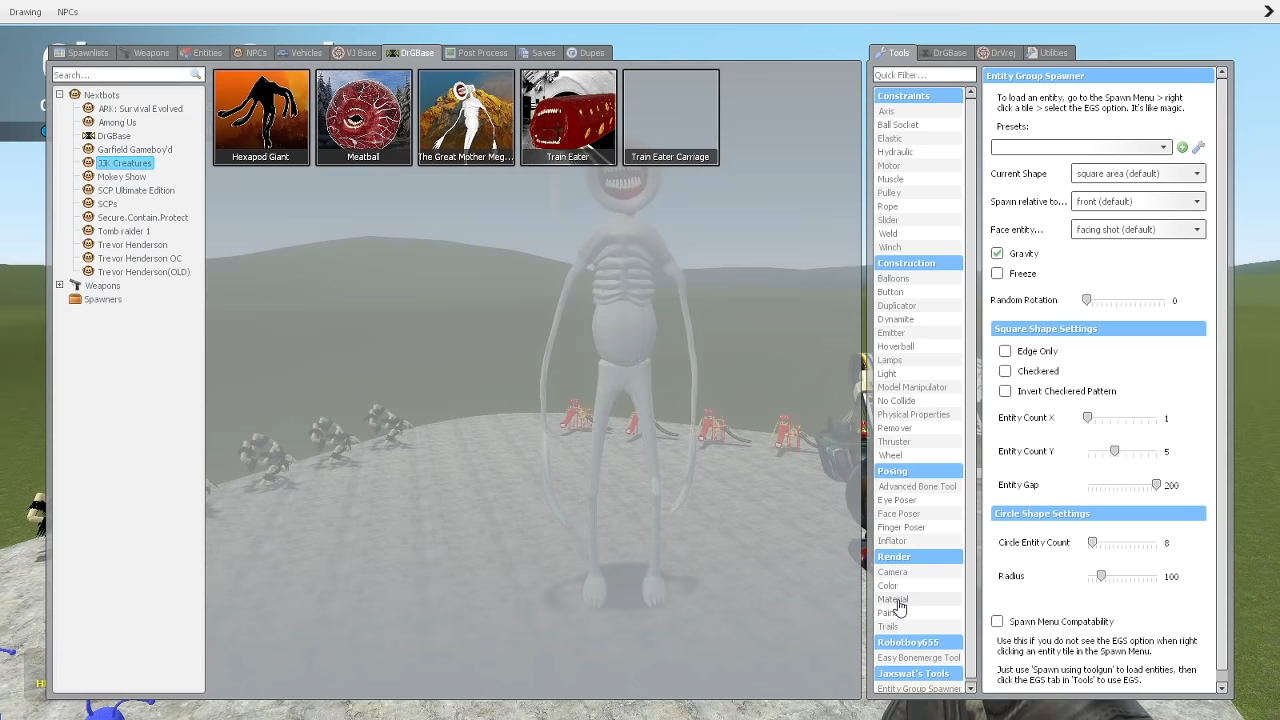 Drawing NPCs
Spawnlists Weapons Entities NPCs Vehicles VJ Base DrGBase Post Process Saves Dupes
Search...
Nextbots
ARK: Survival Evolved
Among Us
DrGBase
Garfield Gameboy'd
JJK Creatures
Mokey Show
SCP Ultimate Edition
SCPs
Secure.Contain.Protect
Tomb raider 1
Trevor Henderson
Trevor Henderson OC
Trevor Henderson(OLD)
Weapons
Spawners
Hexapod Giant
Meatball
The Great Mother Meg...
Train Eater
Train Eater Carriage
Tools DrGBase DrVrej Utilities
Quick Filter...
Constraints
Axis
Ball Socket
Elastic
Hydraulic
Motor
Muscle
Pulley
Rope
Slider
Weld
Winch
Construction
Balloons
Button
Duplicator
Dynamite
Emitter
Hoverball
Lamps
Light
Model Manipulator
No Collide
Physical Properties
Remover
Thruster
Wheel
Posing
Advanced Bone Tool
Eye Poser
Face Poser
Finger Poser
Inflator
Render
Camera
Color
Material
Trails
Robotboy655
Easy Bonemerge Tool
Jaxswat's Tools
Entity Group Spawner
Entity Group Spawner
To load an entity, go to the Spawn Menu > right
click a tile > select the EGS option. It's like magic.
Presets:
Current Shape square area (default)
Spawn relative to... front (default)
Face entity... facing shot (default)
Gravity
Freeze
Random Rotation 0
Square Shape Settings
Edge Only
Checkered
Invert Checkered Pattern
Entity Count X 1
Entity Count Y 5
Entity Gap 200
Circle Shape Settings
Circle Entity Count 8
Radius 100
Spawn Menu Compatability
Use this if you do not see the EGS option when right
clicking an entity tile in the Spawn Menu.
Just use 'Spawn using toolgun' to load entities, then
click the EGS tab in 'Tools' to use EGS.